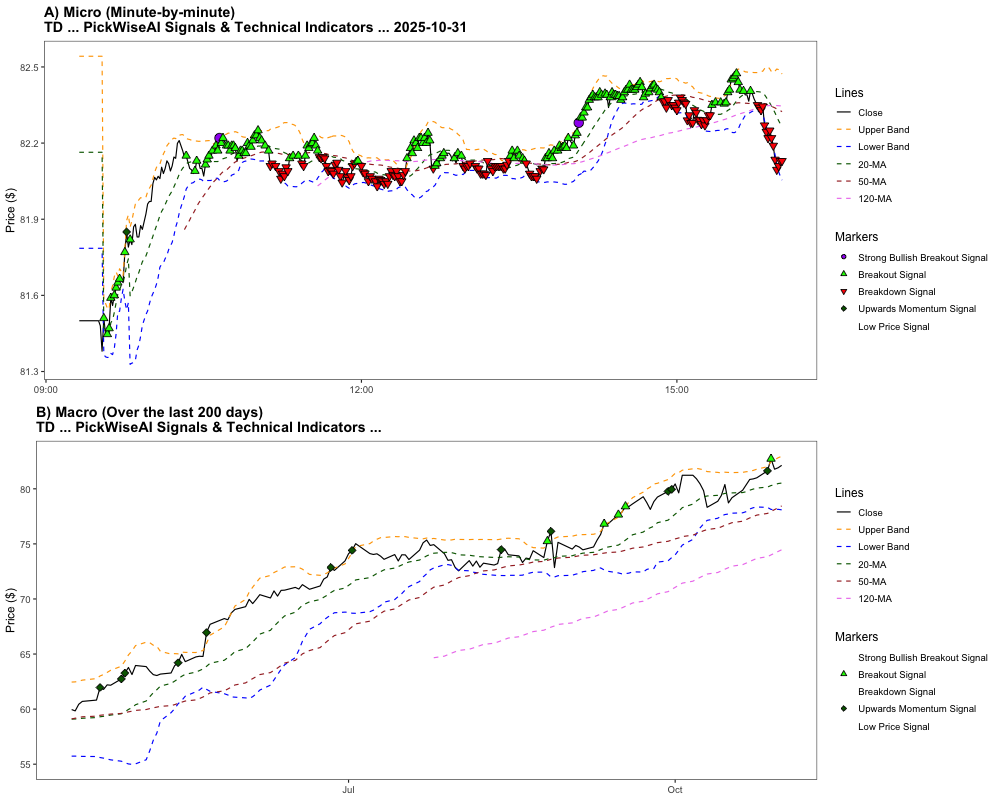 A) Micro (Minute-by-minute)
TD ... PickWiseAI Signals & Technical Indicators ... 2025-10-31
Price ($)
82.5
82.2
81.9
81.6
81.3
09:00
12:00
15:00
Lines
Close
Upper Band
Lower Band
20-MA
50-MA
120-MA
Markers
Strong Bullish Breakout Signal
Breakout Signal
Breakdown Signal
Upwards Momentum Signal
Low Price Signal
B) Macro (Over the last 200 days)
TD ... PickWiseAI Signals & Technical Indicators ...
Price ($)
80
75
70
65
60
55
Jul
Oct
Lines
Close
Upper Band
Lower Band
20-MA
50-MA
120-MA
Markers
Strong Bullish Breakout Signal
Breakout Signal
Breakdown Signal
Upwards Momentum Signal
Low Price Signal